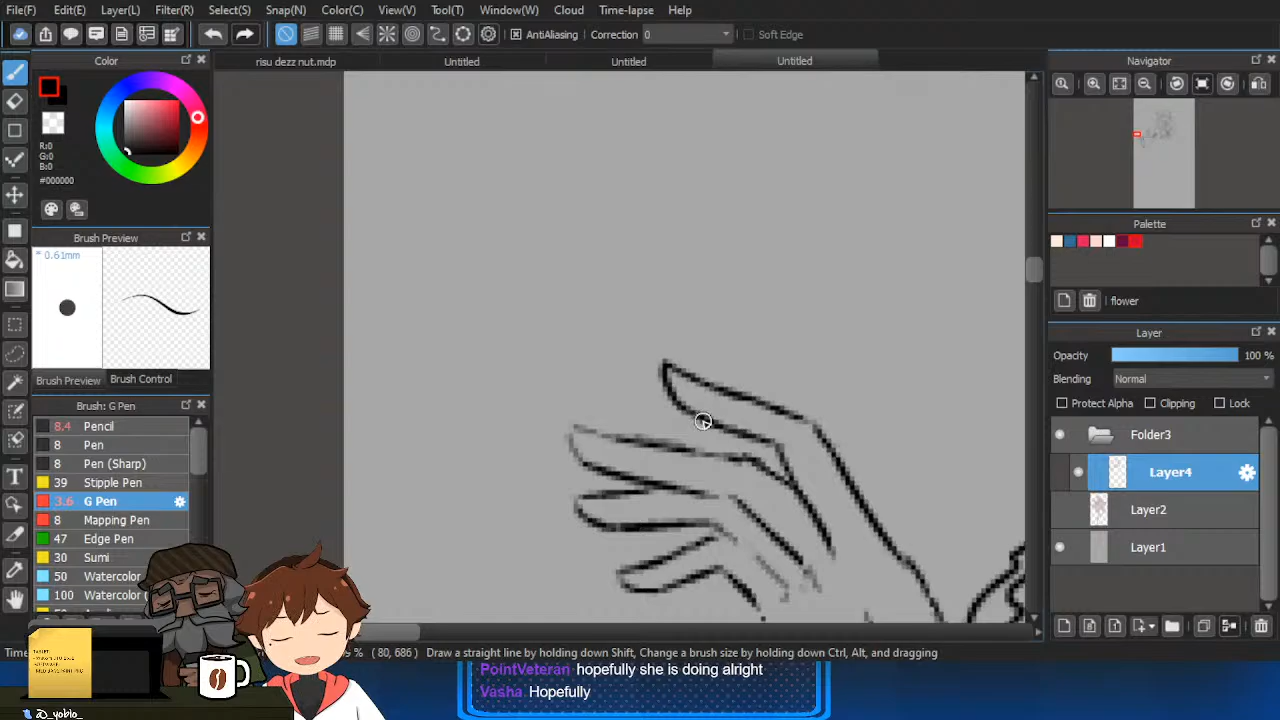 File(F) Edit(E) Layer(L) Filter(R) Select(S) Snap(N) Color(C) View(V) Tool(T) Window(W) Cloud Time-lapse Help
AntiAliasing Correction 0 Soft Edge
Color
risu dezz nut.mdp Untitled Untitled Untitled
Navigator
R:0
G:0
B:0
#000000
Brush Preview
0.61mm
Brush Preview Brush Control
Palette
flower
Layer
Opacity 100 %
Blending Normal
Protect Alpha Clipping Lock
Folder3
Layer4
Layer2
Layer1
Brush: G Pen
8.4 Pencil
8 Pen
8 Pen (Sharp)
39 Stipple Pen
3.6 G Pen
8 Mapping Pen
47 Edge Pen
30 Sumi
50 Watercolor
100 Watercolor
Time
% ( 80, 686 ) Draw a straight line by holding down Shift, Change a brush size by holding down Ctrl, Alt, and dragging
PointVeteran hopefully she is doing alright
Vasha Hopefully
@_yoblo_